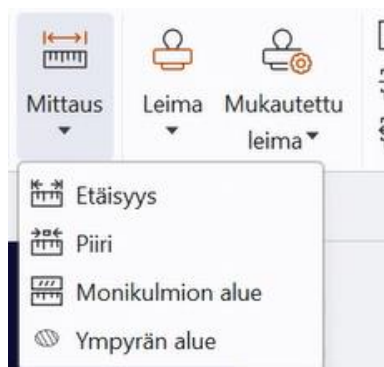 Mittaus
Leima
Mukautettu
leima
Etäisyys
Piiri
Monikulmion alue
Ympyrän alue